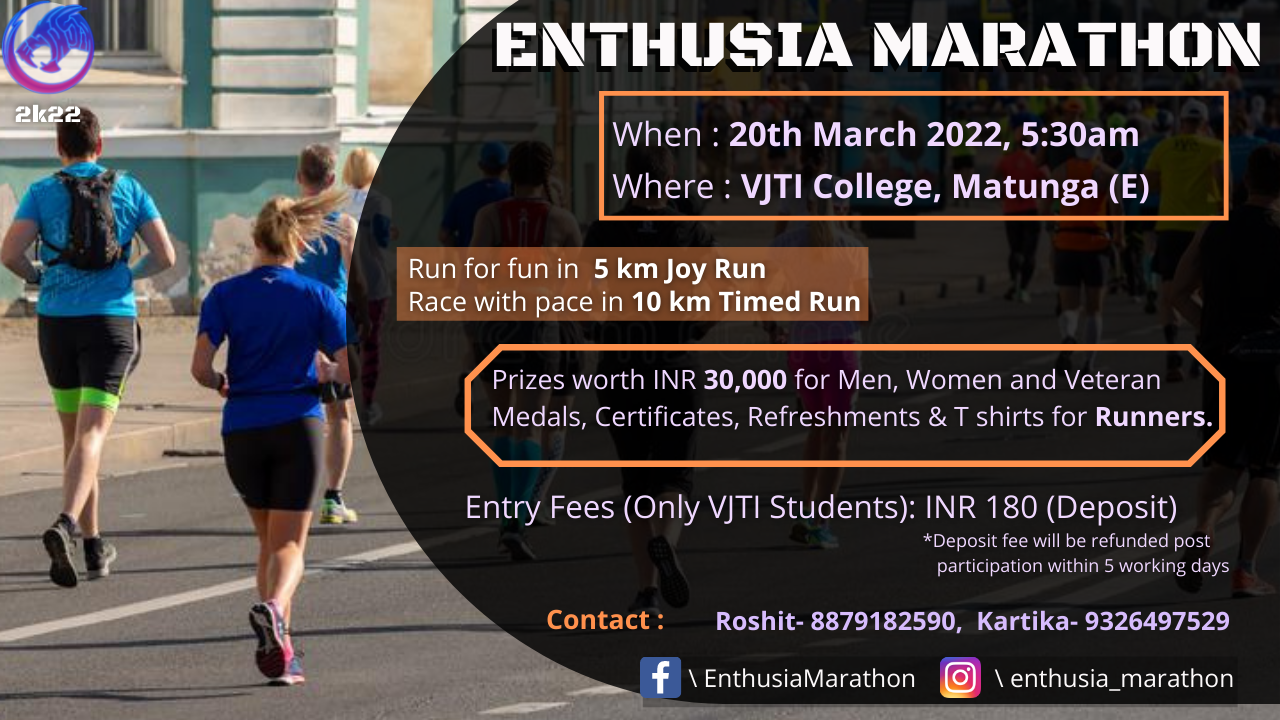 2k22
ENTHUSIA MARATHON
When : 20th March 2022, 5:30am
Where : VJTI College, Matunga (E)
Run for fun in 5 km Joy Run
Race with pace in 10 km Timed Run
Prizes worth INR 30,000 for Men, Women and Veteran
Medals, Certificates, Refreshments & T shirts for Runners.
Entry Fees (Only VJTI Students): INR 180 (Deposit)
*Deposit fee will be refunded post
participation within 5 working days
Contact : Roshit- 8879182590, Kartika- 9326497529
\ EnthusiaMarathon \ enthusia_marathon